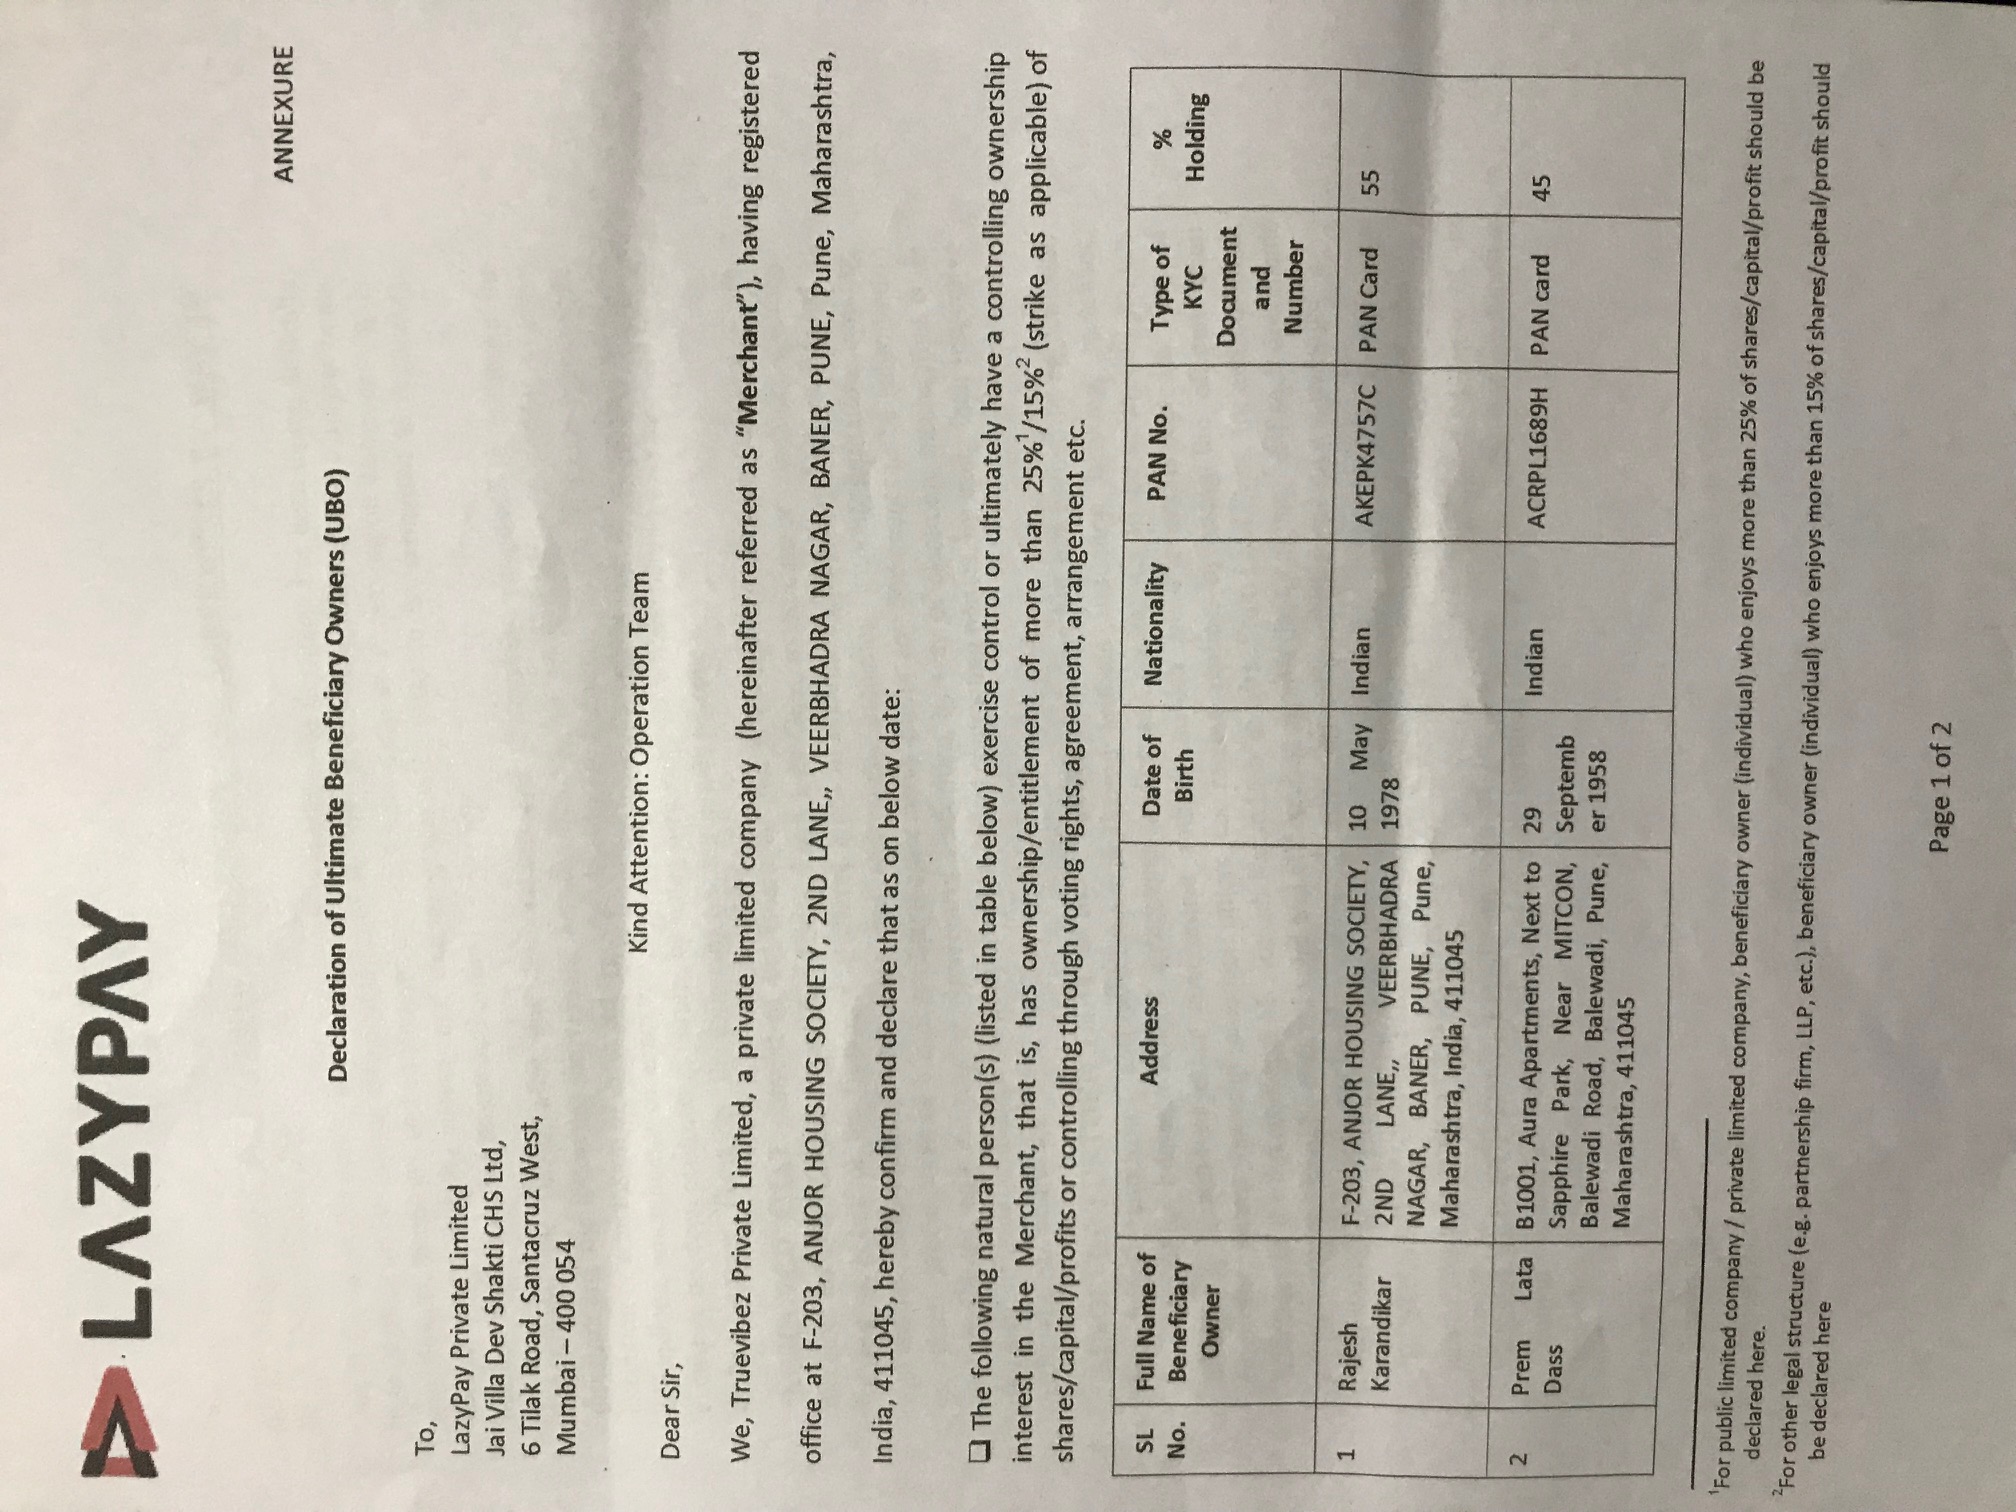 LAZYPAY
ANNEXURE
Declaration of Ultimate Beneficiary Owners (UBO)
To,
LazyPay Private Limited
Jai Villa Dev Shakti CHS Ltd,
6 Tilak Road, Santacruz West,
Mumbai – 400 054
Kind Attention: Operation Team
Dear Sir,
We, Truevibez Private Limited, a private limited company (hereinafter referred as “Merchant”), having registered
office at F-203, ANJOR HOUSING SOCIETY, 2ND LANE,, VEERBHADRA NAGAR, BANER, PUNE, Pune, Maharashtra,
India, 411045, hereby confirm and declare that as on below date:
❑ The following natural person(s) (listed in table below) exercise control or ultimately have a controlling ownership
interest in the Merchant, that is, has ownership/entitlement of more than 25%¹/15%² (strike as applicable) of
shares/capital/profits or controlling through voting rights, agreement, arrangement etc.
SL No.
Full Name of Beneficiary Owner
Address
Date of Birth
Nationality
PAN No.
Type of KYC Document and Number
% Holding
1
Rajesh
Karandikar
F-203, ANJOR HOUSING SOCIETY,
2ND LANE,, VEERBHADRA
NAGAR, BANER, PUNE, Pune,
Maharashtra, India, 411045
10 May
1978
Indian
AKEPK4757C
PAN Card
55
2
Prem Lata
Dass
B1001, Aura Apartments, Next to
Sapphire Park, Near MITCON,
Balewadi Road, Balewadi, Pune,
Maharashtra, 411045
29
Septemb
er 1958
Indian
ACRPL1689H
PAN card
45
¹For public limited company / private limited company, beneficiary owner (individual) who enjoys more than 25% of shares/capital/profit should be
declared here.
²For other legal structure (e.g. partnership firm, LLP, etc.), beneficiary owner (individual) who enjoys more than 15% of shares/capital/profit should
be declared here
Page 1 of 2